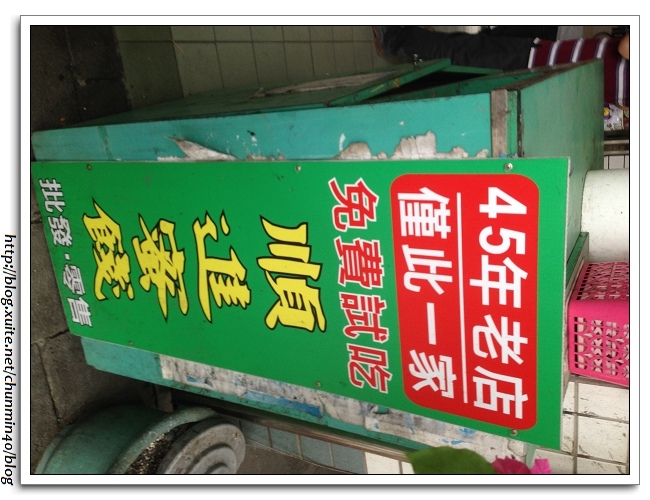 45年老店
僅此一家
免費試吃
順進蜜餞
批發·零售
http://blog.xuite.net/chunmin40/blog